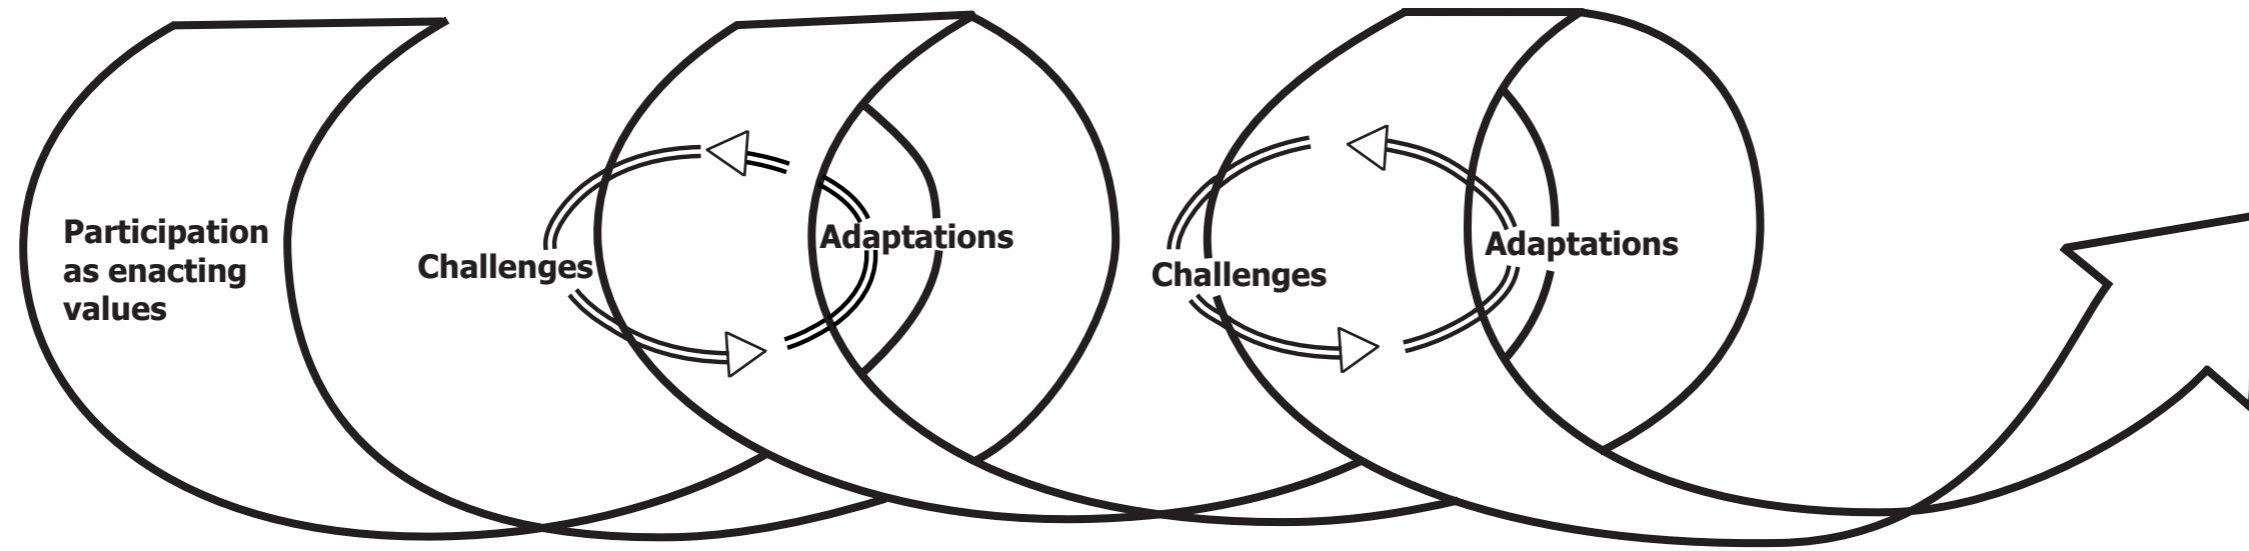 Participation
as enacting
values
Challenges
Adaptations
Challenges
Adaptations